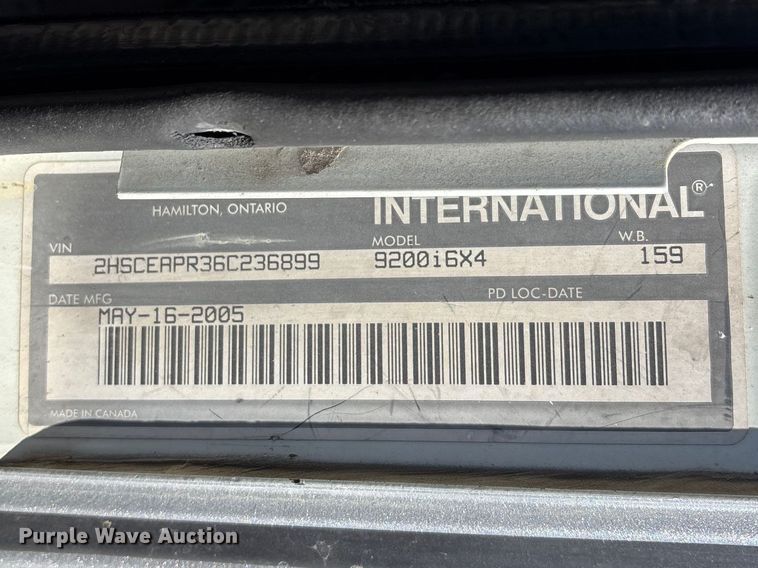 HAMILTON, ONTARIO
INTERNATIONAL®
VIN MODEL W.B.
2HSCEAPR36C236899 9200i6X4 159
DATE MFG PD LOC-DATE
MAY-16-2005
MADE IN CANADA
Purple Wave Auction